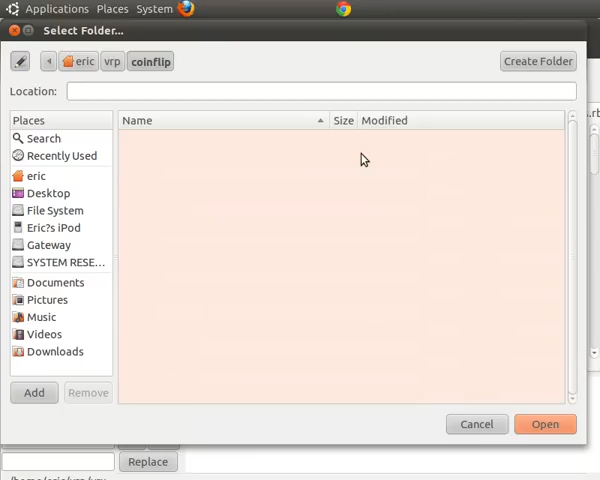 Applications Places System
Select Folder...
eric vrp coinflip Create Folder
Location:
s.rb
Places Name Size Modified
Search
Recently Used
eric
Desktop
File System
Eric?s iPod
Gateway
SYSTEM RESE...
Documents
Pictures
Music
Videos
Downloads
Add Remove
Cancel Open
Replace